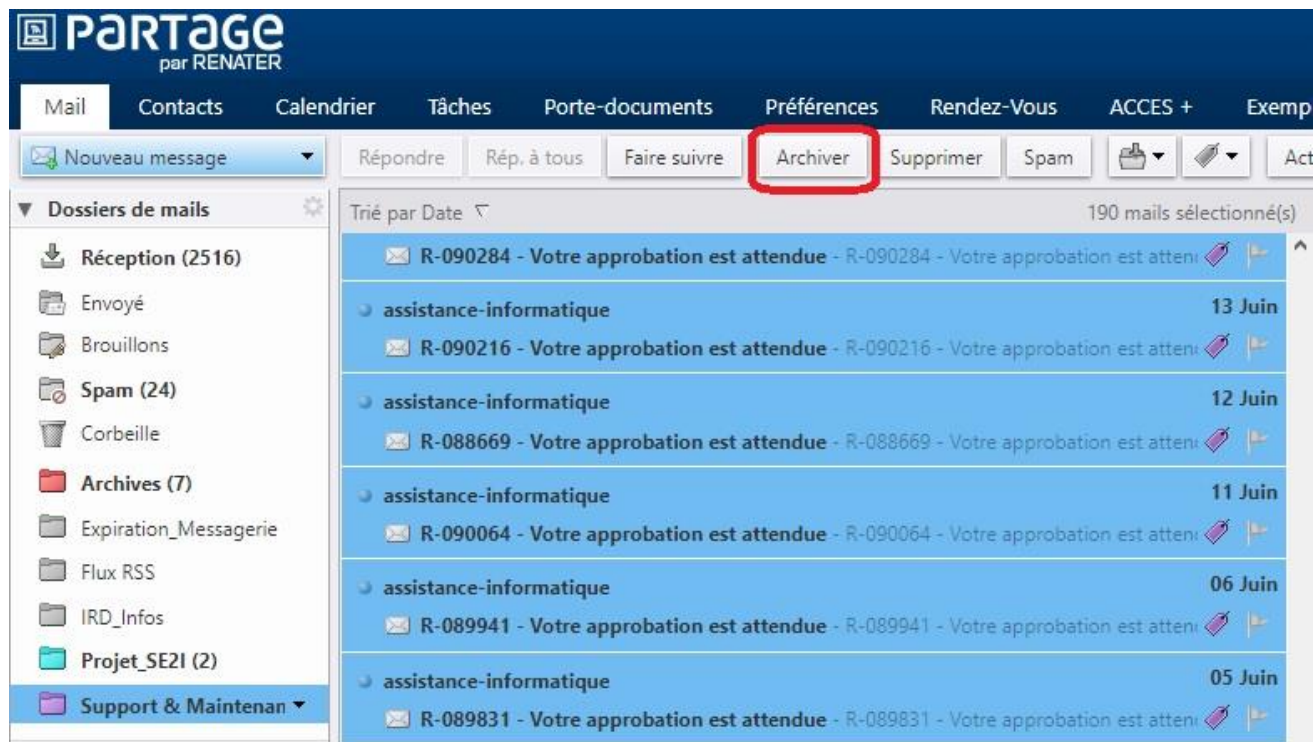 PaRTaGe
par RENATER
Mail Contacts Calendrier Tâches Porte-documents Préférences Rendez-Vous ACCES + Exemp
Nouveau message Répondre Rép. à tous Faire suivre Archiver Supprimer Spam Act
Dossiers de mails
Réception (2516)
Envoyé
Brouillons
Spam (24)
Corbeille
Archives (7)
Expiration_Messagerie
Flux RSS
IRD_Infos
Projet_SE2I (2)
Support & Maintenan
Trié par Date 190 mails sélectionné(s)
R-090284 - Votre approbation est attendue - R-090284 - Votre approbation est atten
assistance-informatique 13 Juin
R-090216 - Votre approbation est attendue - R-090216 - Votre approbation est atten
assistance-informatique 12 Juin
R-088669 - Votre approbation est attendue - R-088669 - Votre approbation est atten
assistance-informatique 11 Juin
R-090064 - Votre approbation est attendue - R-090064 - Votre approbation est atten
assistance-informatique 06 Juin
R-089941 - Votre approbation est attendue - R-089941 - Votre approbation est atten
assistance-informatique 05 Juin
R-089831 - Votre approbation est attendue - R-089831 - Votre approbation est atten